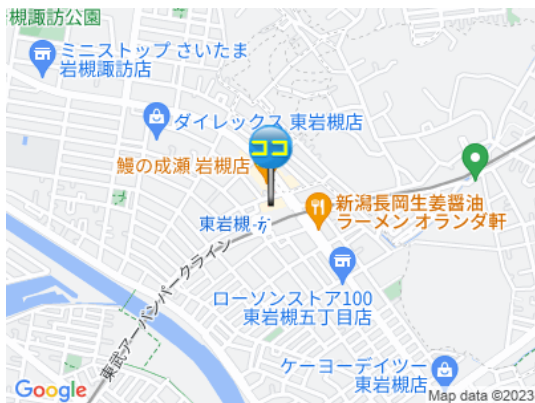 槻諏訪公園
ミニストップ さいたま
岩槻諏訪店
ダイレックス 東岩槻店
ココ
鰻の成瀬 岩槻店
新潟長岡生姜醤油
ラーメン オランダ軒
東岩槻
ローソンストア100
東岩槻五丁目店
東武アーバンパークライン
ケーヨーデイツー
東岩槻店
Google
Map data ©2023